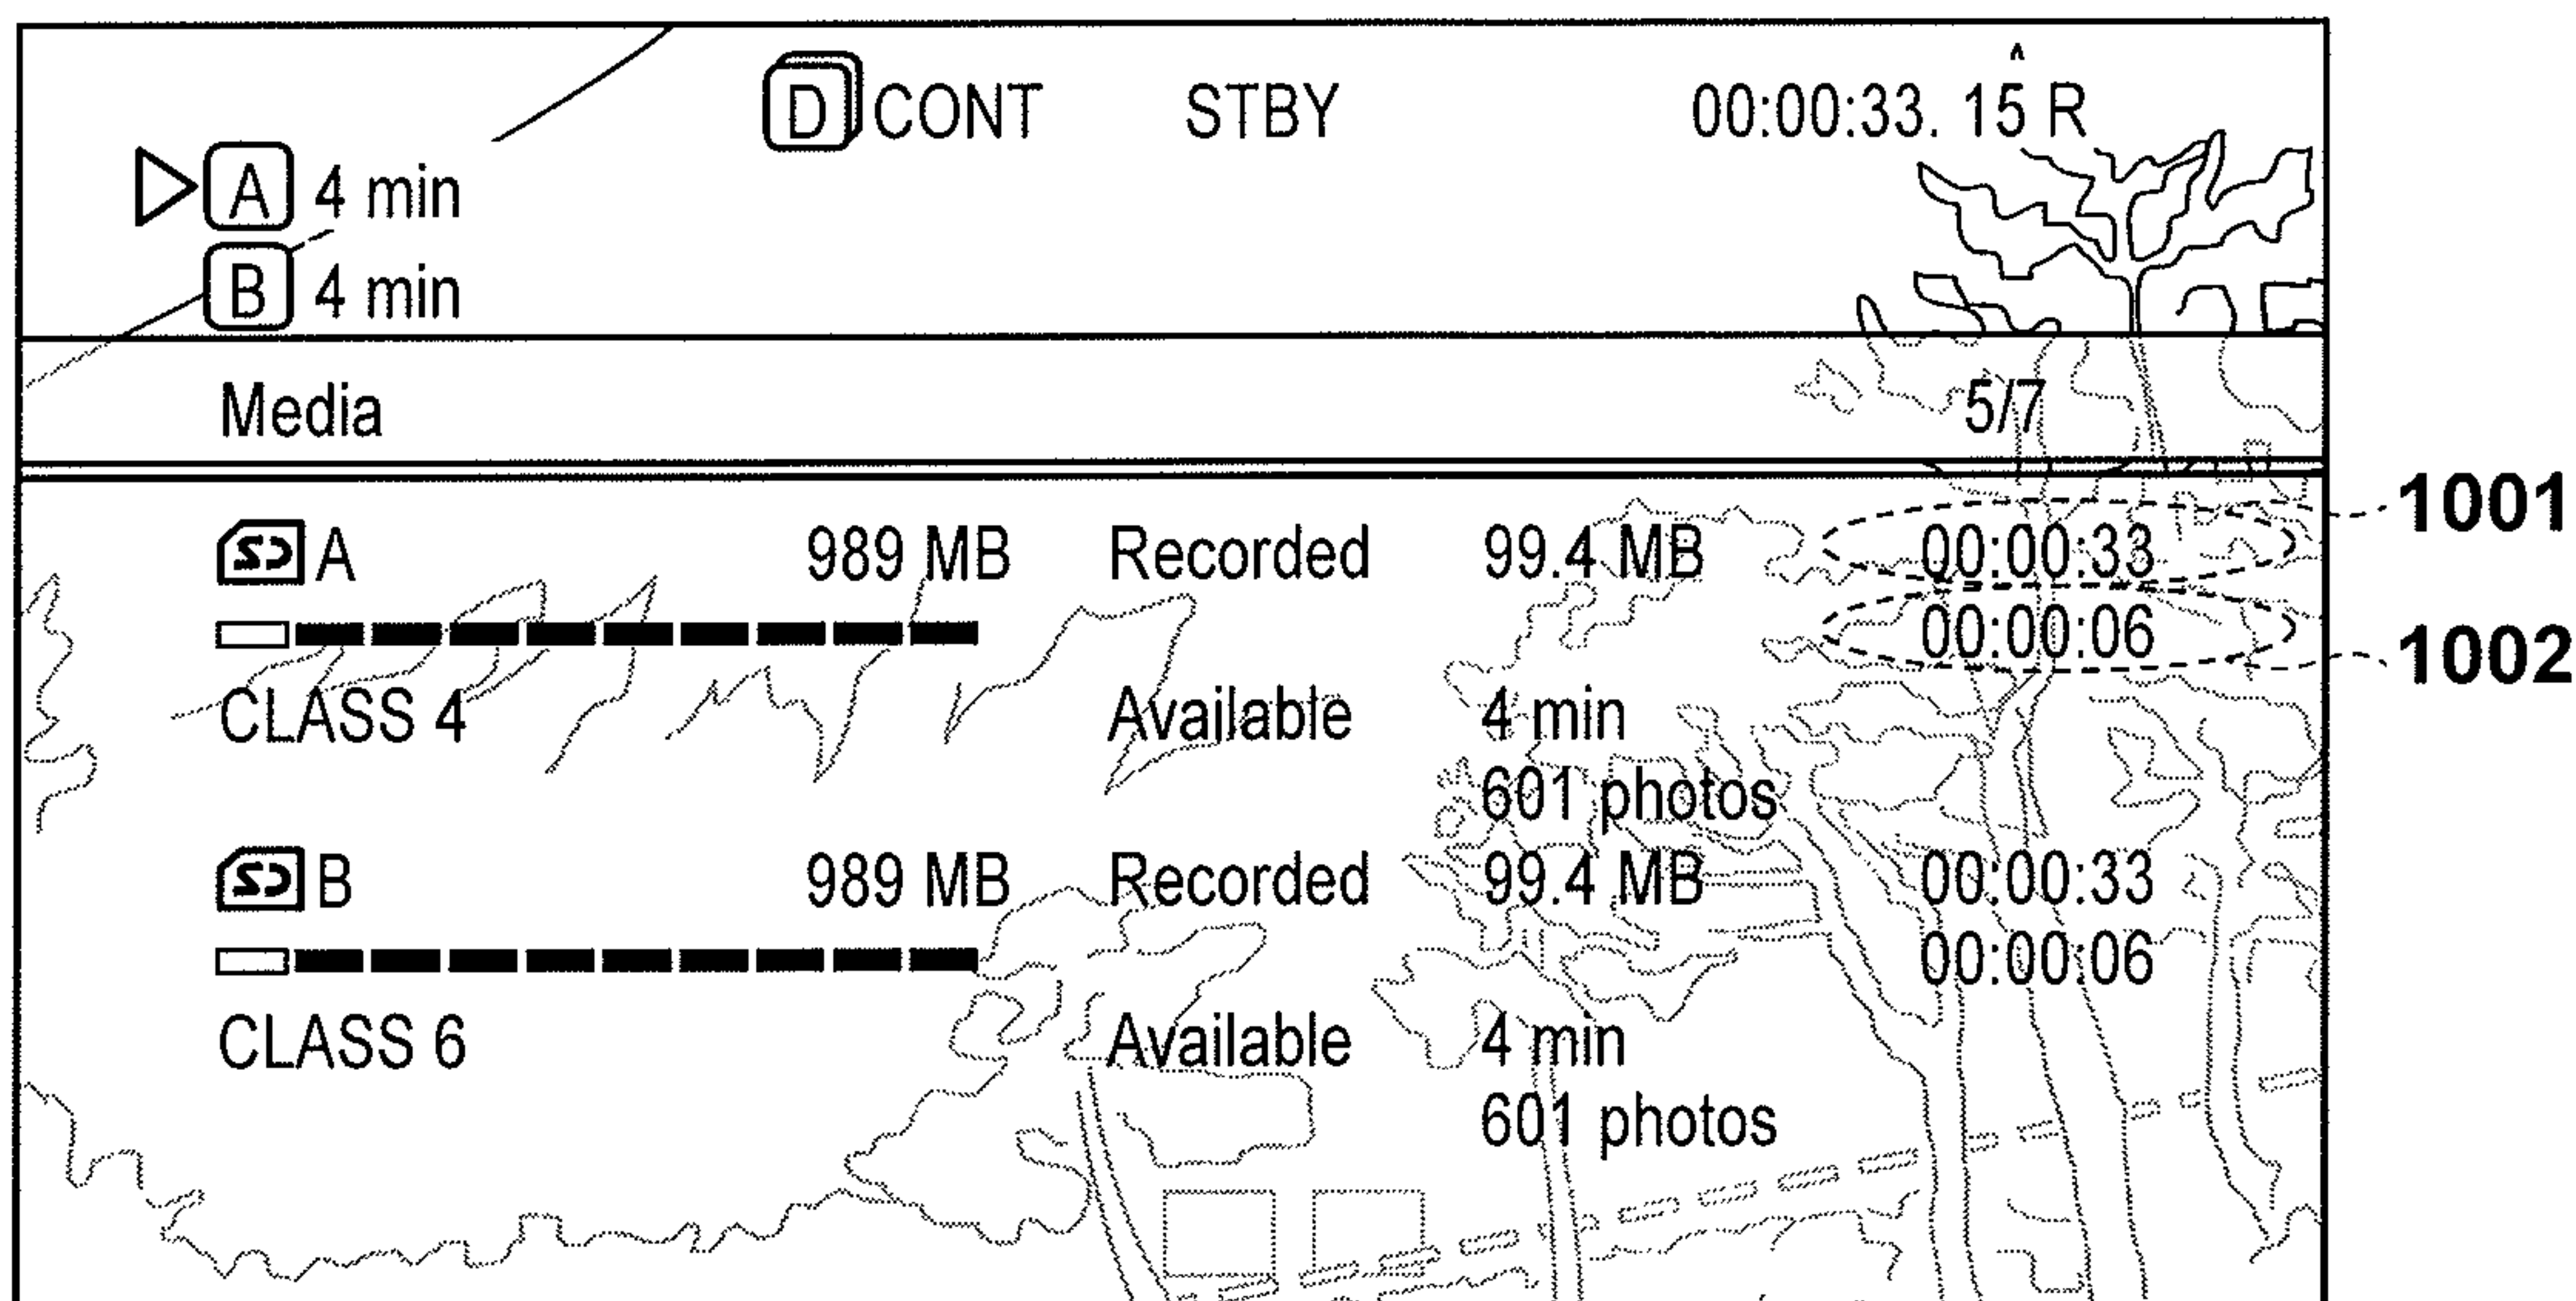 D CONT STBY 00:00:33. 15 R
A 4 min
B 4 min
Media 5/7
SD A 989 MB Recorded 99.4 MB 00:00:33 1001
00:00:06 1002
CLASS 4 Available 4 min
601 photos
SD B 989 MB Recorded 99.4 MB 00:00:33
00:00:06
CLASS 6 Available 4 min
601 photos